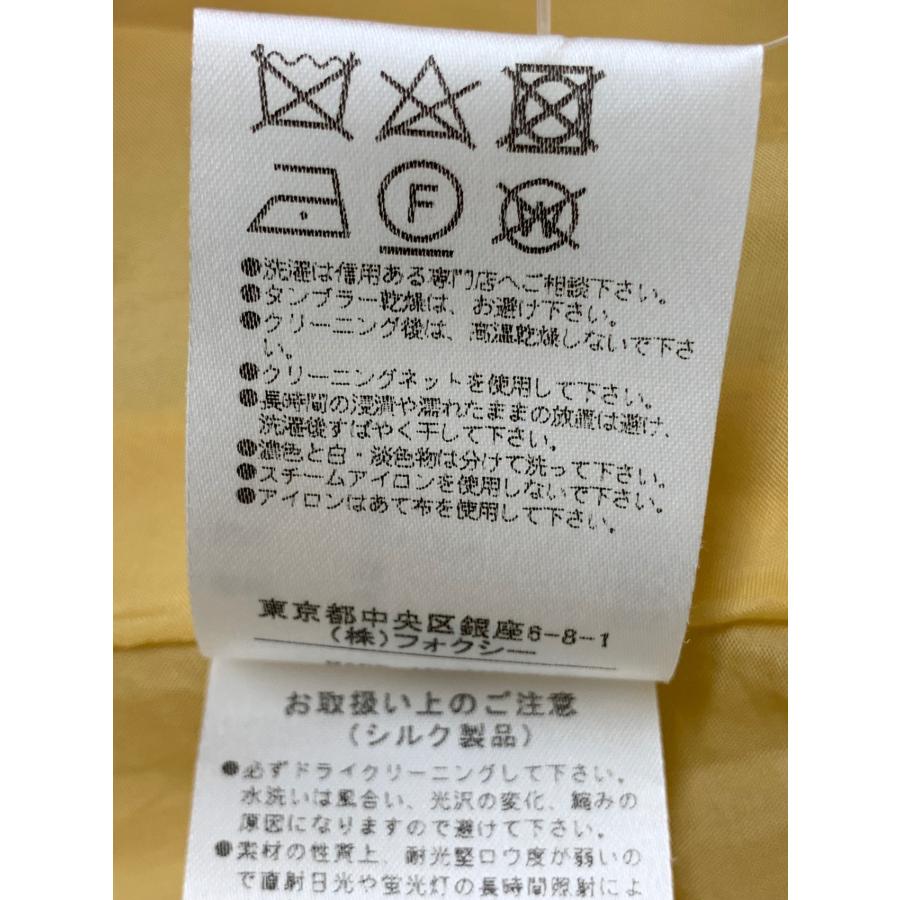 F
W
●洗濯は信用ある専門店へご相談下さい。
●タンブラー乾燥は、お避け下さい。
●クリーニング後は、高温乾燥しないで下さ
い。
●クリーニングネットを使用して下さい。
●長時間の浸漬や濡れたままの放置は避け、
洗濯後すばやく干して下さい。
●濃色と白・淡色物は分けて洗って下さい。
●スチームアイロンを使用しないで下さい。
●アイロンはあて布を使用して下さい。
東京都中央区銀座6-8-1
(株)フォクシー
お取扱い上のご注意
(シルク製品)
●必ずドライクリーニングして下さい。
水洗いは風合い、光沢の変化、縮みの
原因になりますので避けて下さい。
●素材の性質上、耐光堅ロウ度が弱いの
で直射日光や蛍光灯の長時間照射によ